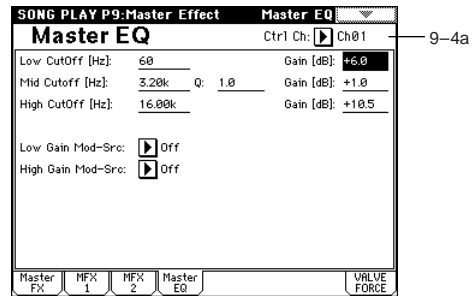 SONG PLAY P9:Master Effect Master EQ
Master EQ Ctrl Ch: Ch01 9–4a
Low CutOff [Hz]: 60 Gain [dB]: +6.0
Mid Cutoff [Hz]: 3.20k Q: 1.0 Gain [dB]: +1.0
High CutOff [Hz]: 16.00k Gain [dB]: +10.5
Low Gain Mod-Src: Off
High Gain Mod-Src: Off
Master FX MFX 1 MFX 2 Master EQ VALVE FORCE